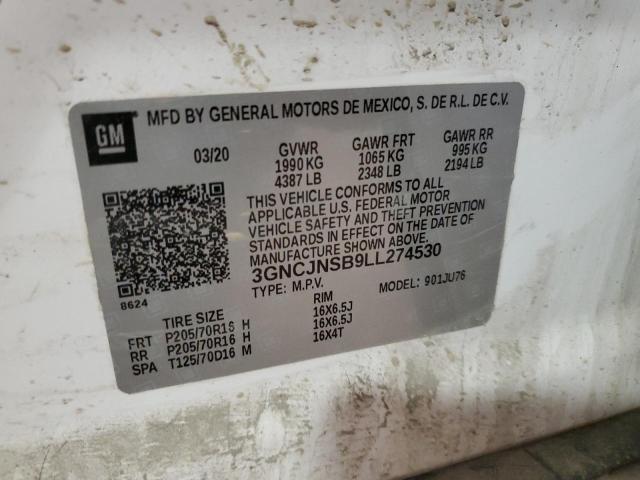 GM
MFD BY GENERAL MOTORS DE MEXICO, S. DE R.L. DE C.V.
03/20 GVWR GAWR FRT GAWR RR
1990 KG 1065 KG 995 KG
4387 LB 2348 LB 2194 LB
THIS VEHICLE CONFORMS TO ALL
APPLICABLE U.S. FEDERAL MOTOR
VEHICLE SAFETY AND THEFT PREVENTION
STANDARDS IN EFFECT ON THE DATE OF
MANUFACTURE SHOWN ABOVE.
3GNCJNSB9LL274530
8624
TYPE: M.P.V. MODEL: 901JU76
TIRE SIZE RIM
FRT P205/70R16 H 16X6.5J
RR P205/70R16 H 16X6.5J
SPA T125/70D16 M 16X4T